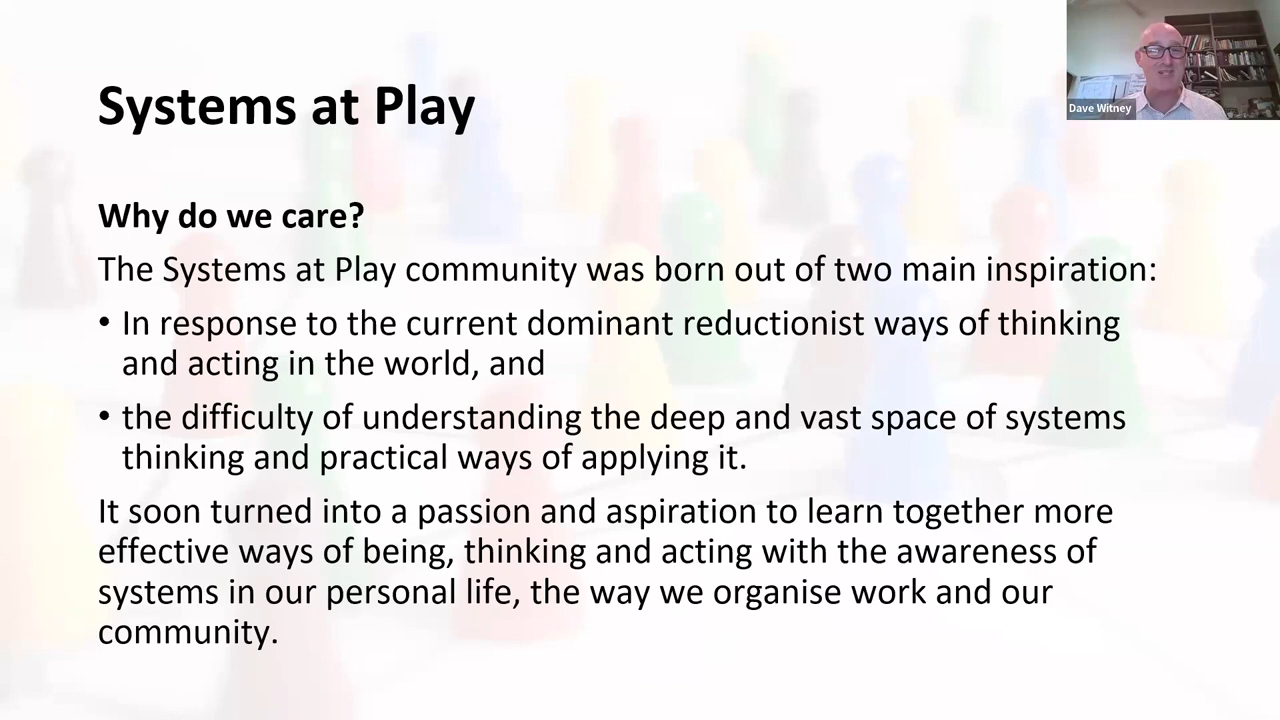 Systems at Play
Dave Witney
Why do we care?
The Systems at Play community was born out of two main inspiration:
• In response to the current dominant reductionist ways of thinking
and acting in the world, and
• the difficulty of understanding the deep and vast space of systems
thinking and practical ways of applying it.
It soon turned into a passion and aspiration to learn together more
effective ways of being, thinking and acting with the awareness of
systems in our personal life, the way we organise work and our
community.